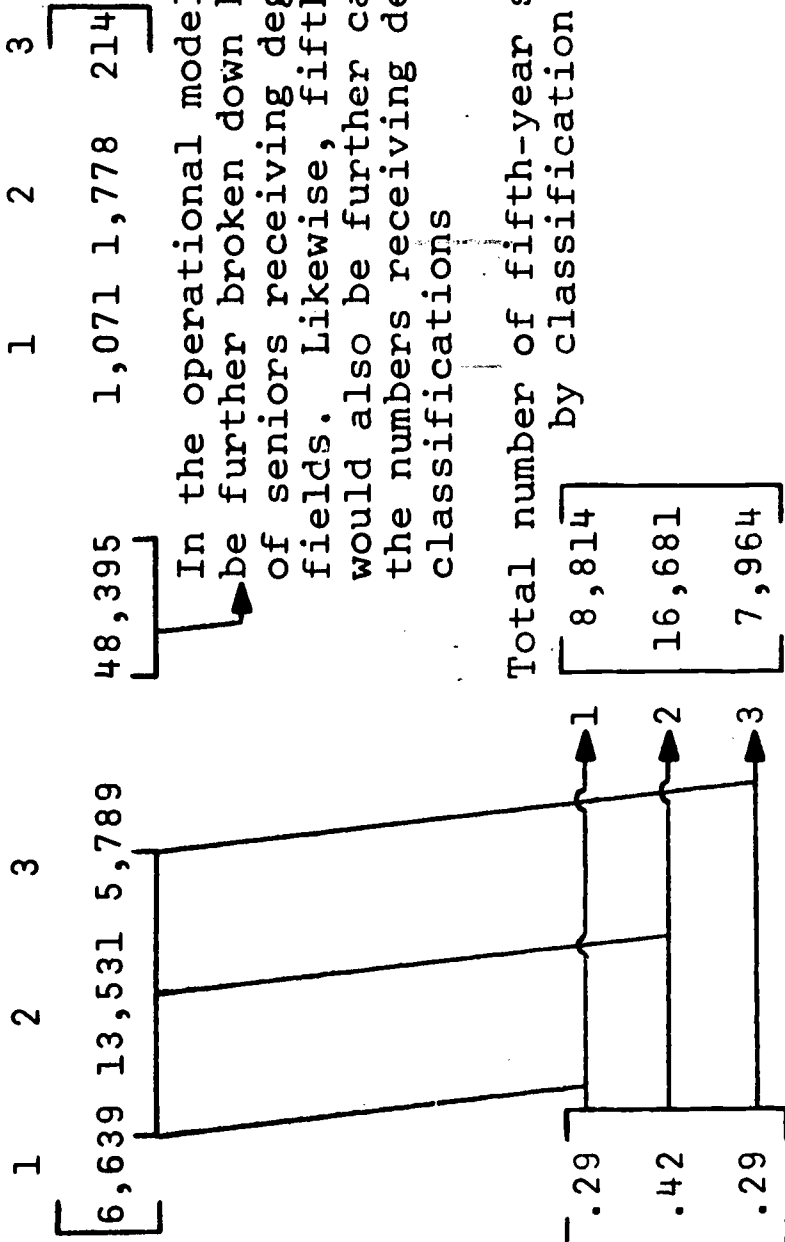 1 2 3
6,639 13,531 5,789
48,395
1 2 3
1,071 1,778 214
In the operational model
be further broken down
of seniors receiving deg
fields. Likewise, fifth
would also be further ca
the numbers receiving de
classifications
Total number of fifth-year s
by classification
.29 1 8,814
.42 2 16,681
.29 3 7,964